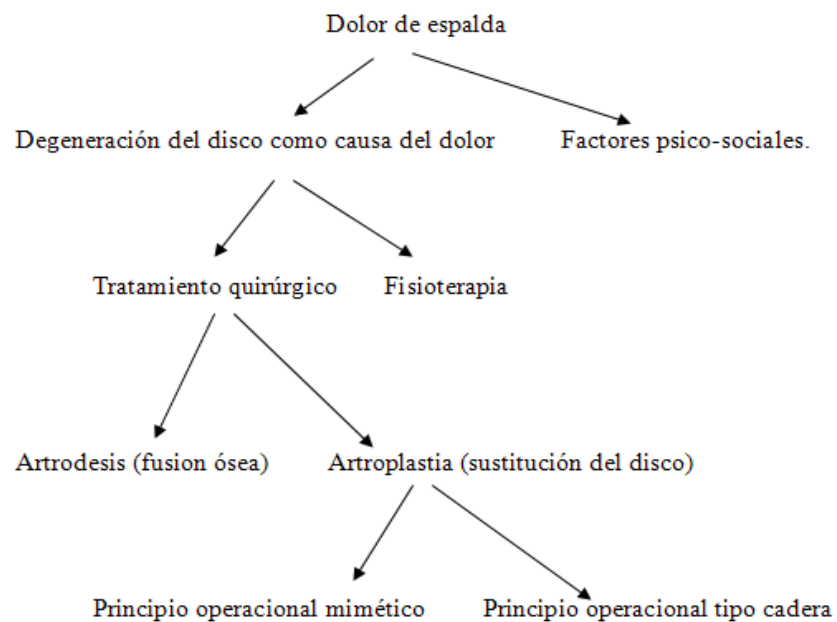 Dolor de espalda
Degeneración del disco como causa del dolor
Factores psico-sociales.
Tratamiento quirúrgico
Fisioterapia
Artrodesis (fusion ósea)
Artroplastia (sustitución del disco)
Principio operacional mimético
Principio operacional tipo cadera